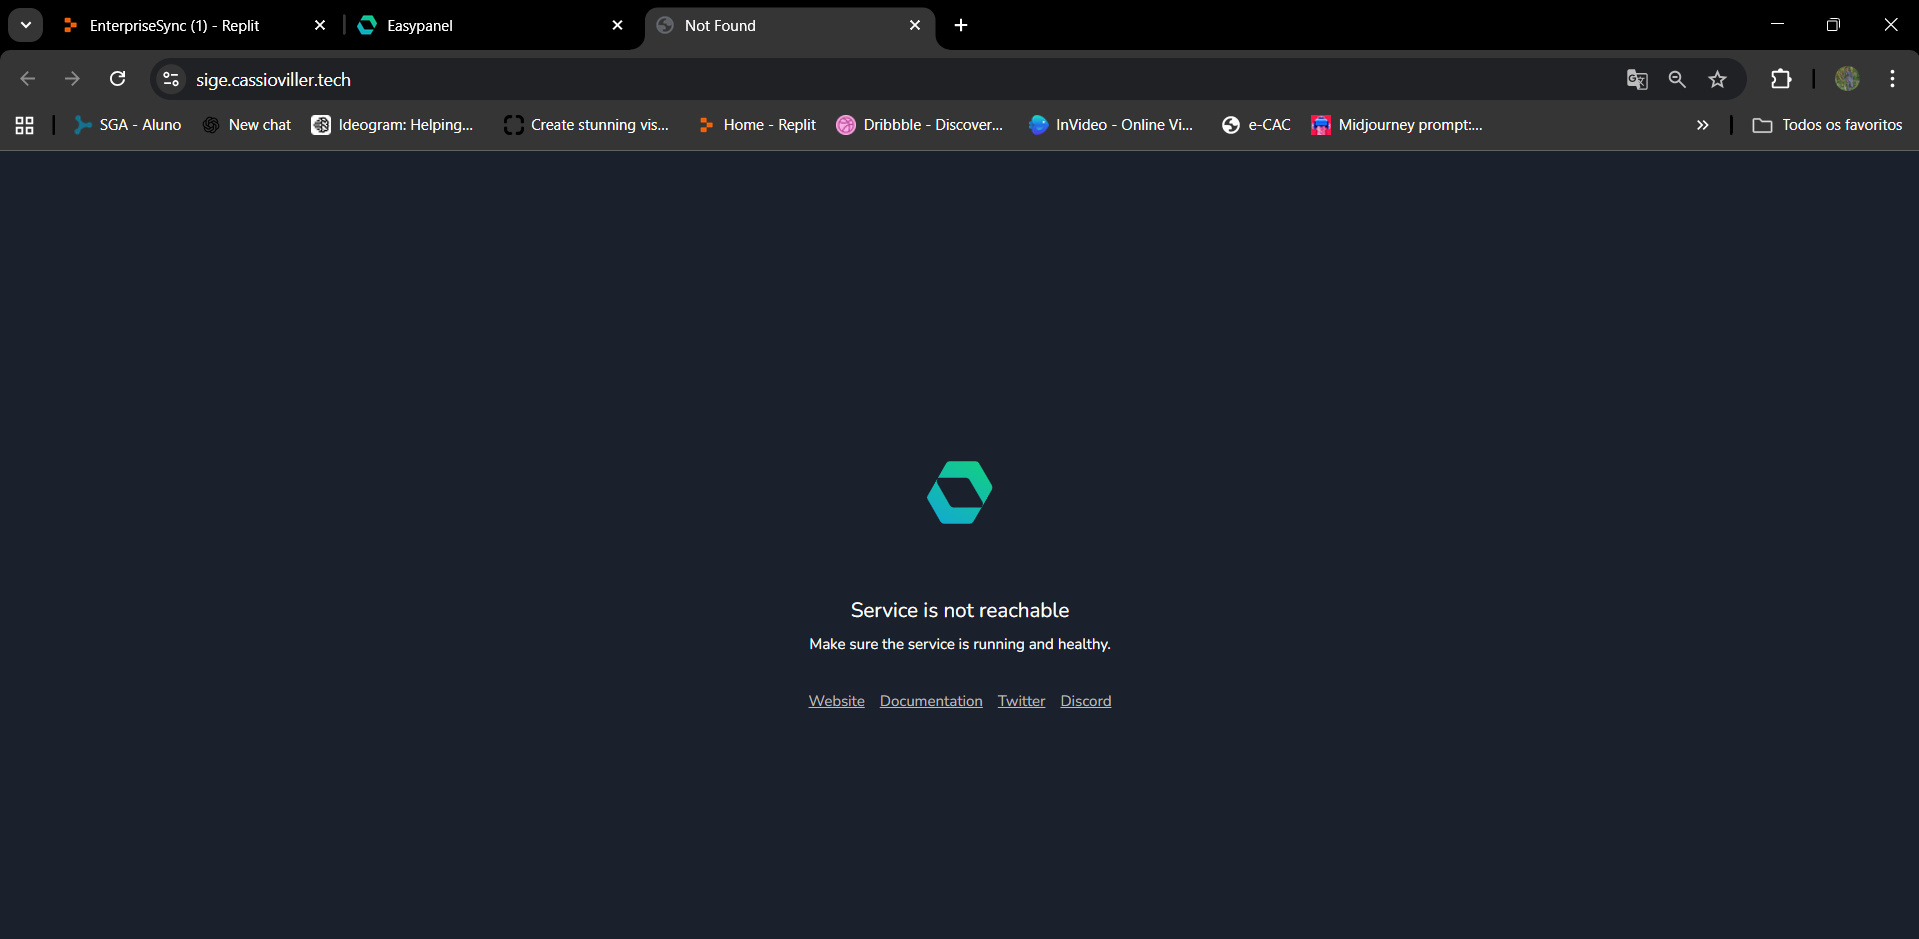 EnterpriseSync (1) - Replit
Easypanel
Not Found
sige.cassioviller.tech
SGA - Aluno
New chat
Ideogram: Helping...
Create stunning vis...
Home - Replit
Dribbble - Discover...
InVideo - Online Vi...
e-CAC
Midjourney prompt:...
Todos os favoritos
Service is not reachable
Make sure the service is running and healthy.
Website Documentation Twitter Discord